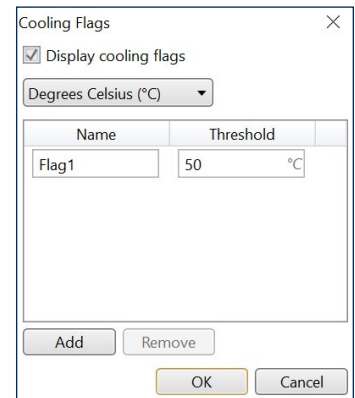 Cooling Flags
Display cooling flags
Degrees Celsius (°C)
Name Threshold
Flag1 50 °C
Add Remove
OK Cancel